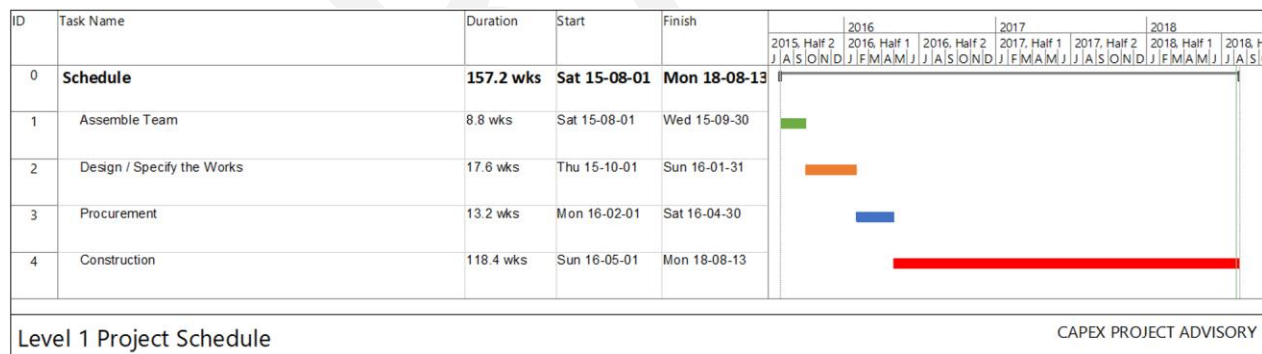 ID Task Name Duration Start Finish
2016 2017 2018
2015, Half 2 2016, Half 1 2016, Half 2 2017, Half 1 2017, Half 2 2018, Half 1 2018, H
J A S O N D J F M A M J J A S O N D J F M A M J J A S O N D J F M A M J J A S
0 Schedule 157.2 wks Sat 15-08-01 Mon 18-08-13
1 Assemble Team 8.8 wks Sat 15-08-01 Wed 15-09-30
2 Design / Specify the Works 17.6 wks Thu 15-10-01 Sun 16-01-31
3 Procurement 13.2 wks Mon 16-02-01 Sat 16-04-30
4 Construction 118.4 wks Sun 16-05-01 Mon 18-08-13
Level 1 Project Schedule CAPEX PROJECT ADVISORY